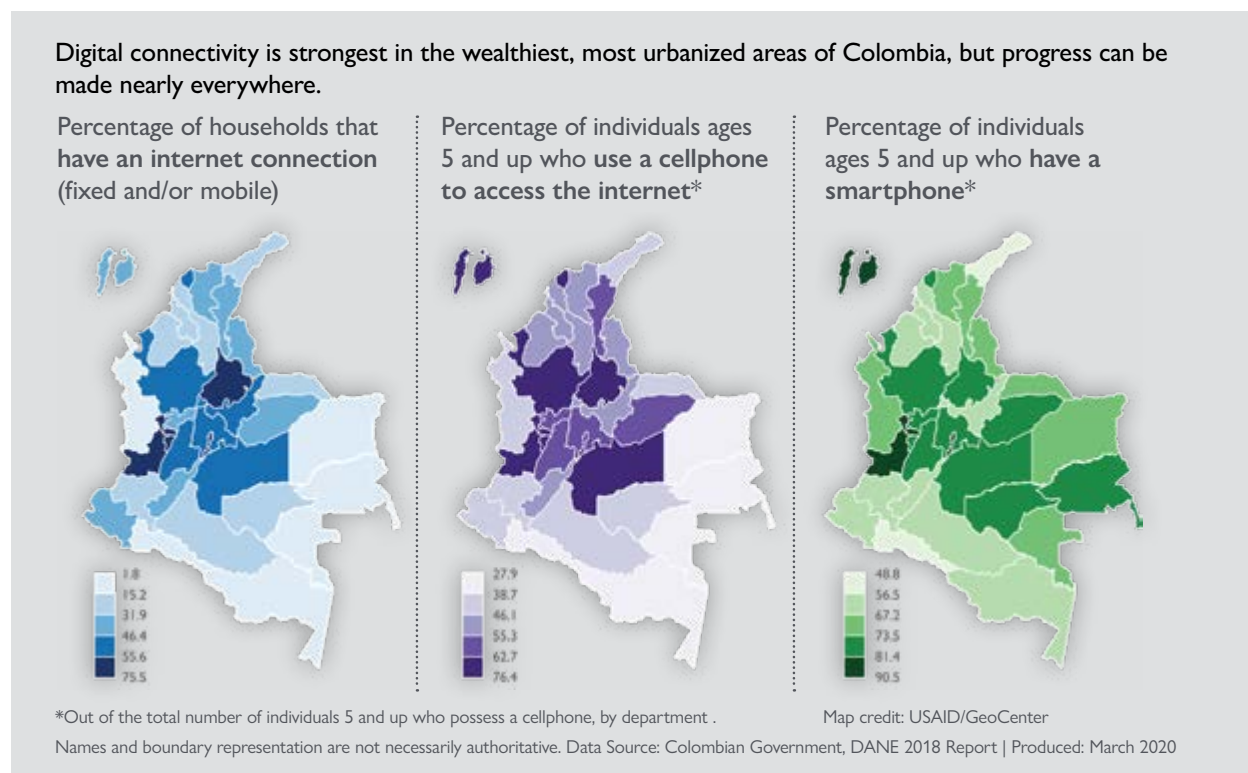 Digital connectivity is strongest in the wealthiest, most urbanized areas of Colombia, but progress can be
made nearly everywhere.
Percentage of households that
have an internet connection
(fixed and/or mobile)
Percentage of individuals ages
5 and up who use a cellphone
to access the internet*
Percentage of individuals
ages 5 and up who have a
smartphone*
1.8
15.2
31.9
46.4
55.6
75.5
27.9
38.7
46.1
55.3
62.7
76.4
48.8
56.5
67.2
73.5
81.4
90.5
*Out of the total number of individuals 5 and up who possess a cellphone, by department .
Map credit: USAID/GeoCenter
Names and boundary representation are not necessarily authoritative. Data Source: Colombian Government, DANE 2018 Report | Produced: March 2020